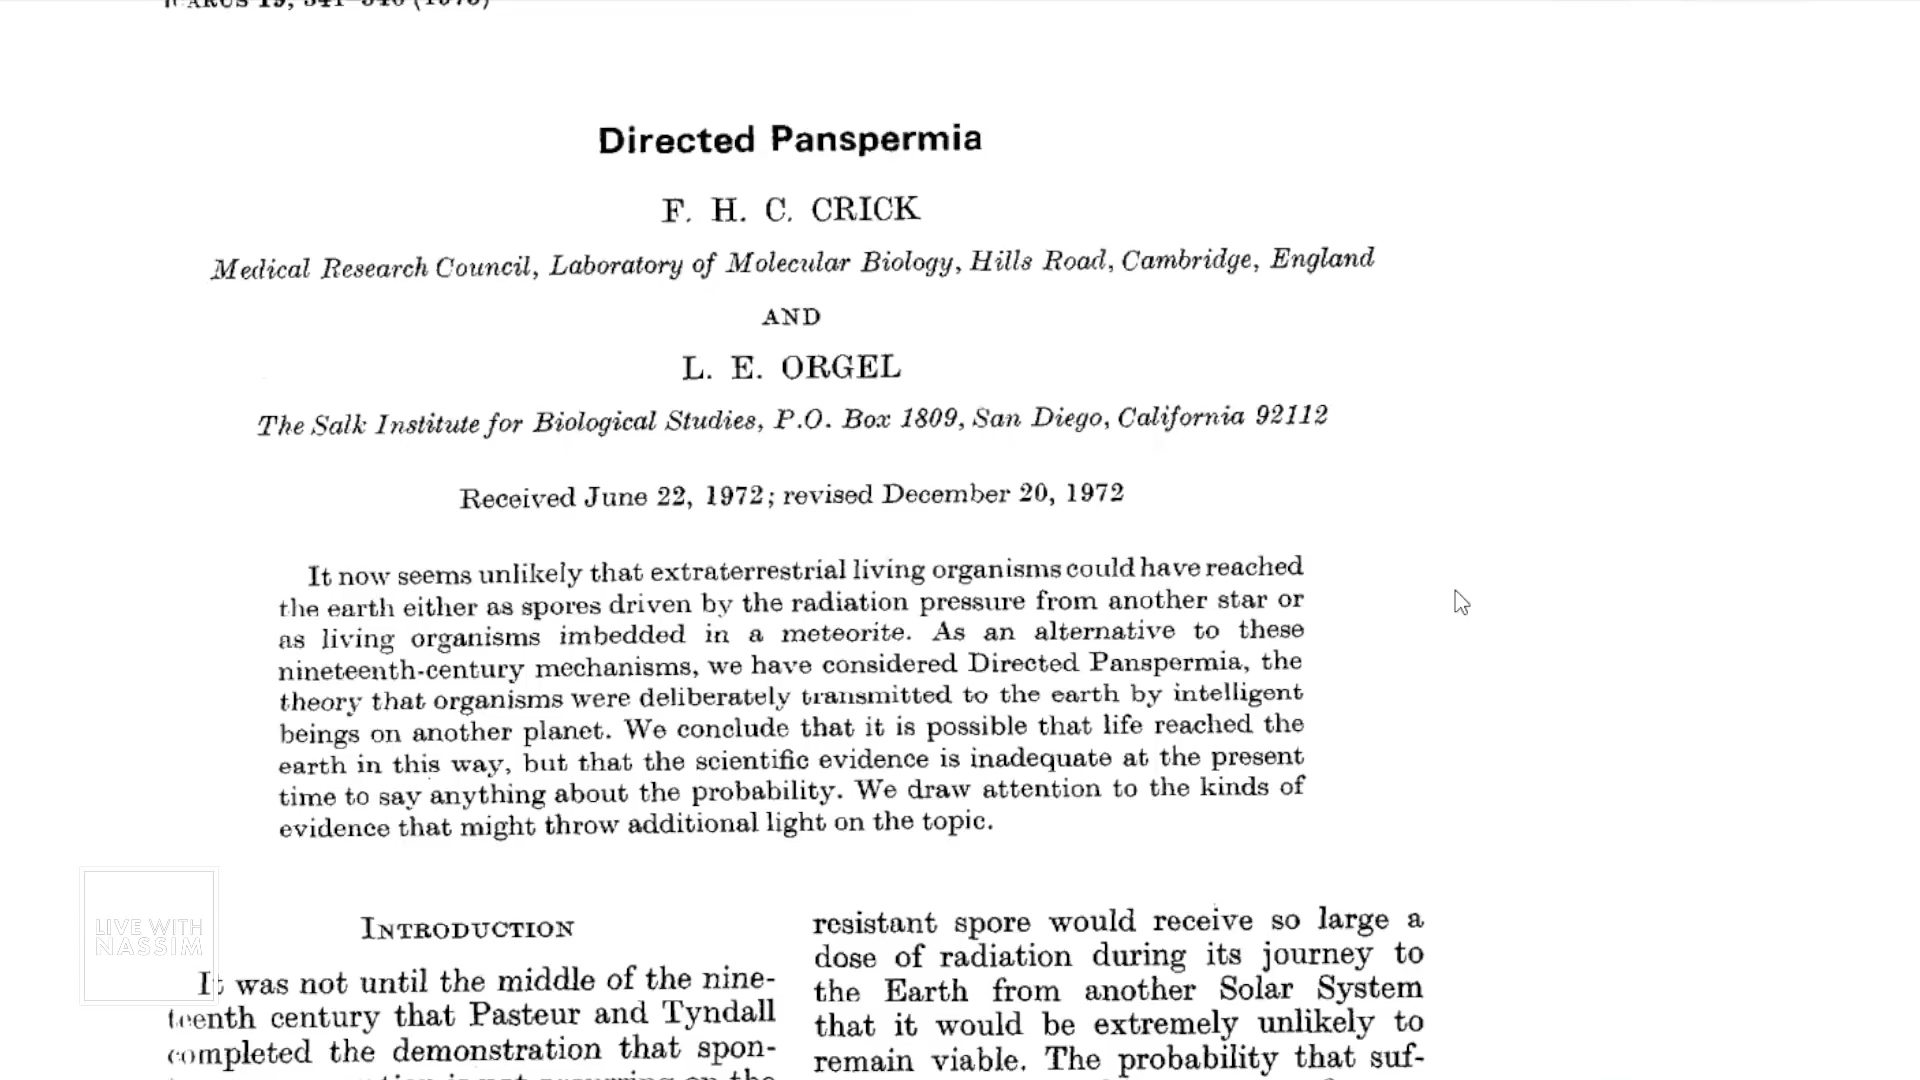 ICARUS 19, 341–346 (1973)
Directed Panspermia
F. H. C. CRICK
Medical Research Council, Laboratory of Molecular Biology, Hills Road, Cambridge, England
AND
L. E. ORGEL
The Salk Institute for Biological Studies, P.O. Box 1809, San Diego, California 92112
Received June 22, 1972; revised December 20, 1972
It now seems unlikely that extraterrestrial living organisms could have reached
the earth either as spores driven by the radiation pressure from another star or
as living organisms imbedded in a meteorite. As an alternative to these
nineteenth-century mechanisms, we have considered Directed Panspermia, the
theory that organisms were deliberately transmitted to the earth by intelligent
beings on another planet. We conclude that it is possible that life reached the
earth in this way, but that the scientific evidence is inadequate at the present
time to say anything about the probability. We draw attention to the kinds of
evidence that might throw additional light on the topic.
INTRODUCTION
It was not until the middle of the nine-
teenth century that Pasteur and Tyndall
completed the demonstration that spon-
the
resistant spore would receive so large a
dose of radiation during its journey to
the Earth from another Solar System
that it would be extremely unlikely to
remain viable. The probability that suf-
LIVE WITH
NASSIM